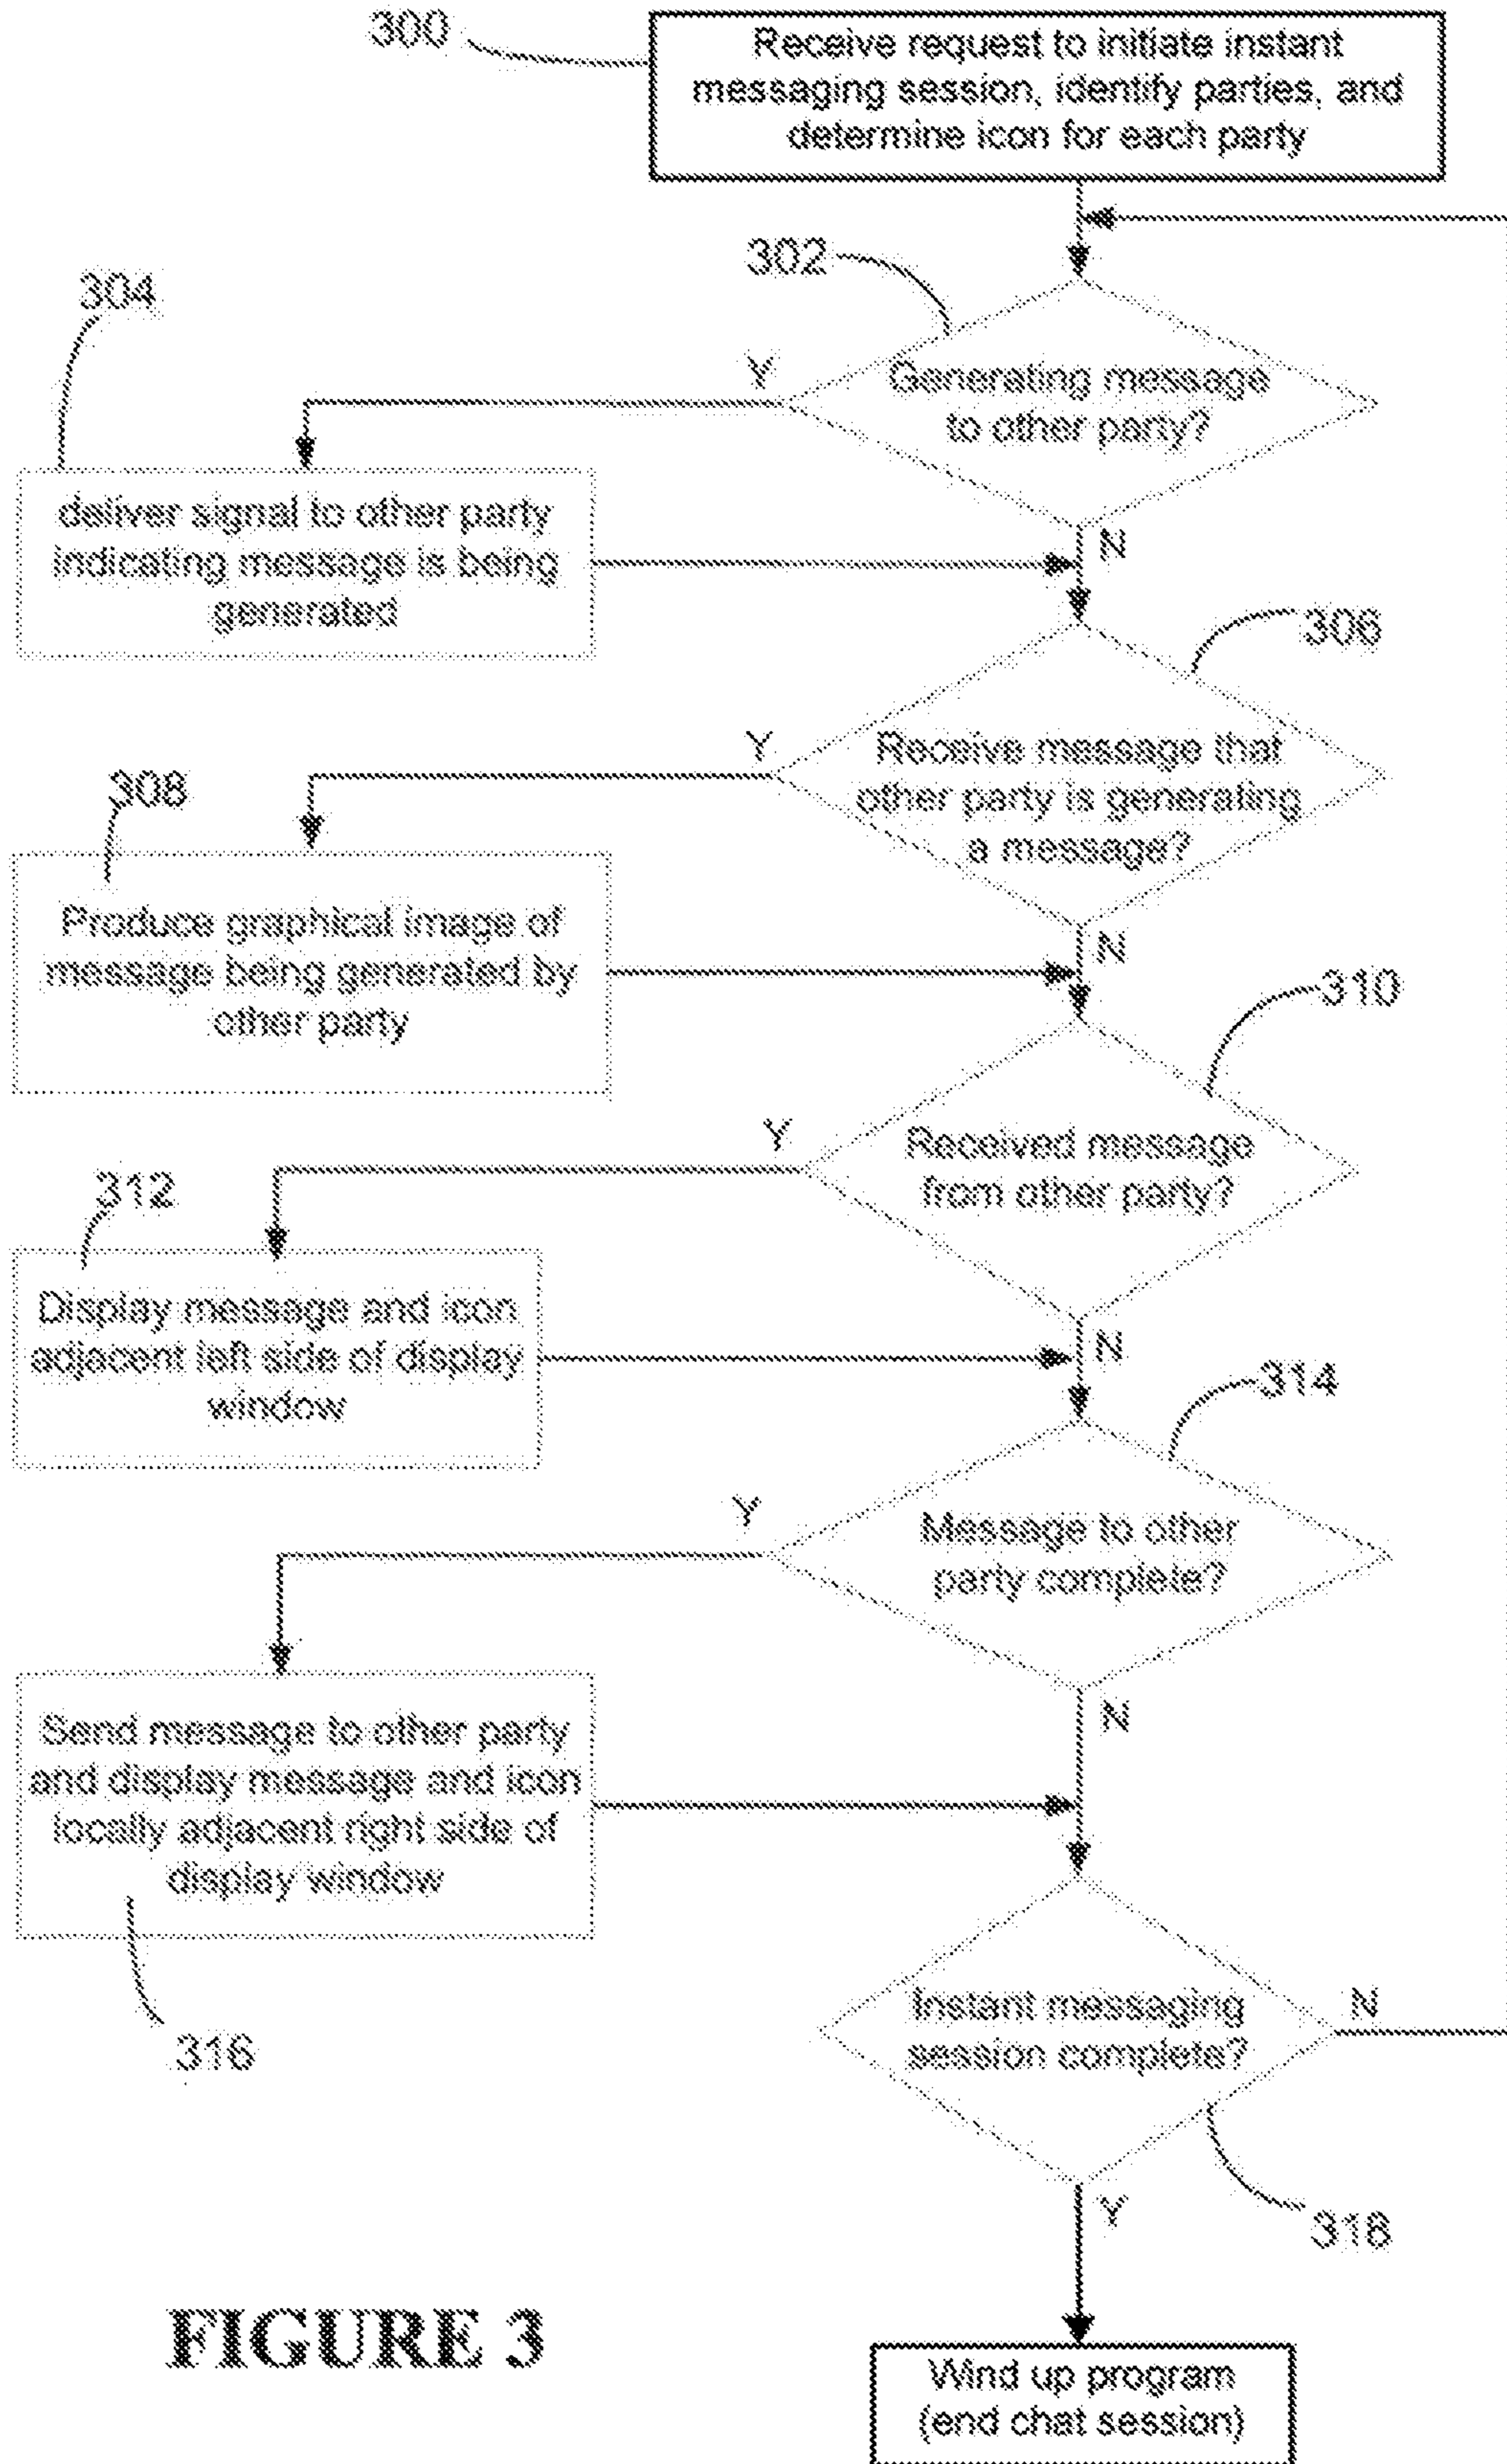 300
Receive request to initiate instant
messaging session, identify parties, and
determine icon for each party
302
304
Y
Generating message
to other party?
deliver signal to other party
indicating message is being
generated
N
306
Y
Receive message that
other party is generating
a message?
308
Produce graphical image of
message being generated by
other party
N
310
Y
Received message
from other party?
312
Display message and icon
adjacent left side of display
window
N
314
Y
Message to other
party complete?
N
Send message to other party
and display message and icon
locally adjacent right side of
display window
316
Instant messaging
session complete?
N
Y
318
FIGURE 3
Wind up program
(end chat session)